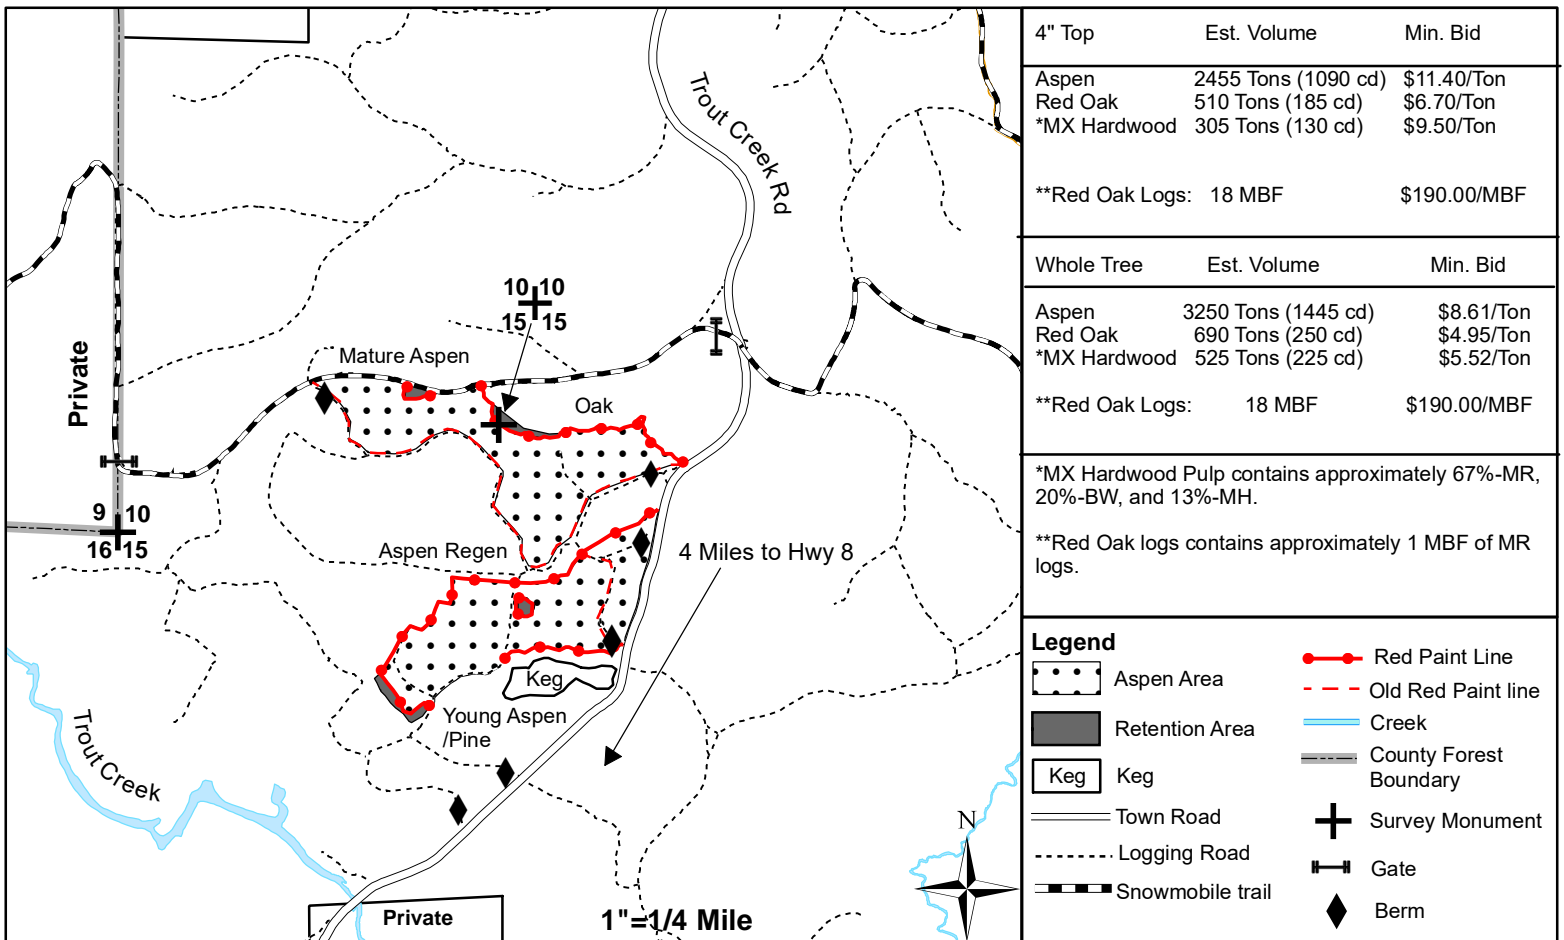 Trout Creek Rd
10 10
15 15
Private
Mature Aspen
Oak
9 10
16 15
Aspen Regen
4 Miles to Hwy 8
Keg
Young Aspen
/Pine
Trout Creek
N
Private
1"=1/4 Mile
4" Top Est. Volume Min. Bid
Aspen 2455 Tons (1090 cd) $11.40/Ton
Red Oak 510 Tons (185 cd) $6.70/Ton
*MX Hardwood 305 Tons (130 cd) $9.50/Ton
**Red Oak Logs: 18 MBF $190.00/MBF
Whole Tree Est. Volume Min. Bid
Aspen 3250 Tons (1445 cd) $8.61/Ton
Red Oak 690 Tons (250 cd) $4.95/Ton
*MX Hardwood 525 Tons (225 cd) $5.52/Ton
**Red Oak Logs: 18 MBF $190.00/MBF
*MX Hardwood Pulp contains approximately 67%-MR,
20%-BW, and 13%-MH.
**Red Oak logs contains approximately 1 MBF of MR
logs.
Legend
Aspen Area
Retention Area
Keg Keg
Town Road
Logging Road
Snowmobile trail
Red Paint Line
Old Red Paint line
Creek
County Forest
Boundary
Survey Monument
Gate
Berm